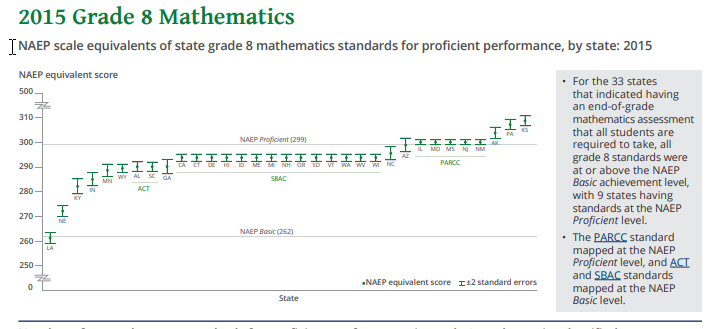 2015 Grade 8 Mathematics
NAEP scale equivalents of state grade 8 mathematics standards for proficient performance, by state: 2015
NAEP equivalent score
500
310
300
290
280
270
260
250
0
NAEP Proficient (299)
NAEP Basic (262)
LA
NE
KY
IN
MN
WY
AL
SC
GA
CA
CT
DE
HI
ID
ME
MI
NH
OR
SD
VT
WA
WV
WI
NC
AZ
IL
MD
MS
NJ
NM
AK
PA
KS
ACT
SBAC
PARCC
NAEP equivalent score
±2 standard errors
State
• For the 33 states
that indicated having
an end-of-grade
mathematics assessment
that all students are
required to take, all
grade 8 standards were
at or above the NAEP
Basic achievement level,
with 9 states having
standards at the NAEP
Proficient level.
• The PARCC standard
mapped at the NAEP
Proficient level, and ACT
and SBAC standards
mapped at the NAEP
Basic level.